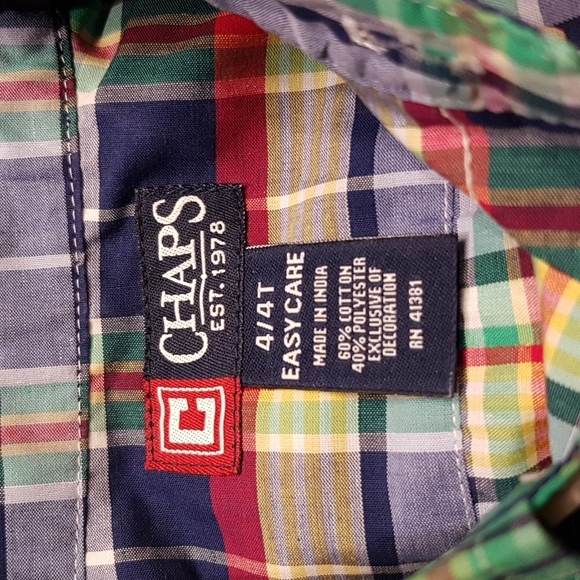 CHAPS
EST. 1978
C
4/4T
EASY CARE
MADE IN INDIA
60% COTTON
40% POLYESTER
EXCLUSIVE OF
DECORATION
RN 41381